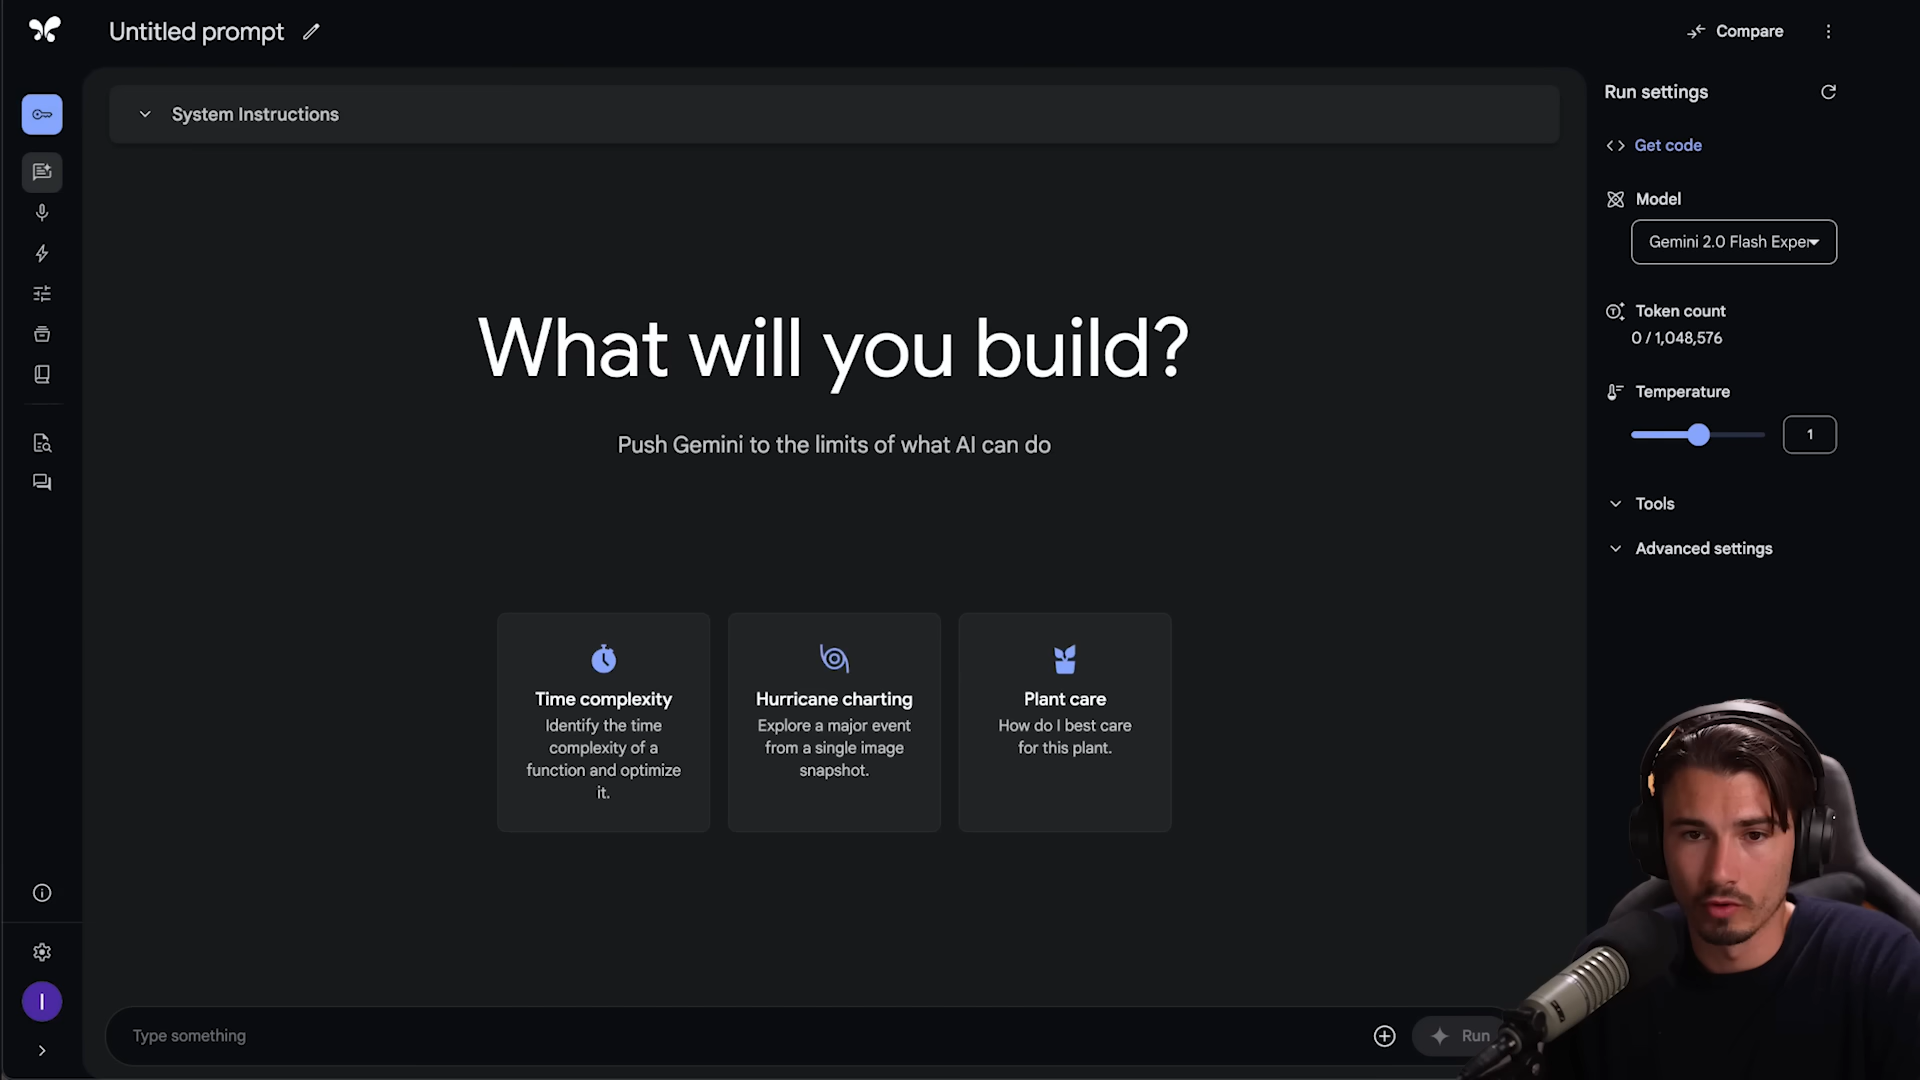 Untitled prompt
Compare
System Instructions
What will you build?
Push Gemini to the limits of what AI can do
Time complexity
Identify the time
complexity of a
function and optimize
it.
Hurricane charting
Explore a major event
from a single image
snapshot.
Plant care
How do I best care
for this plant.
Type something
Run
Run settings
Get code
Model
Gemini 2.0 Flash Exper
Token count
0 / 1,048,576
Temperature
1
Tools
Advanced settings
I